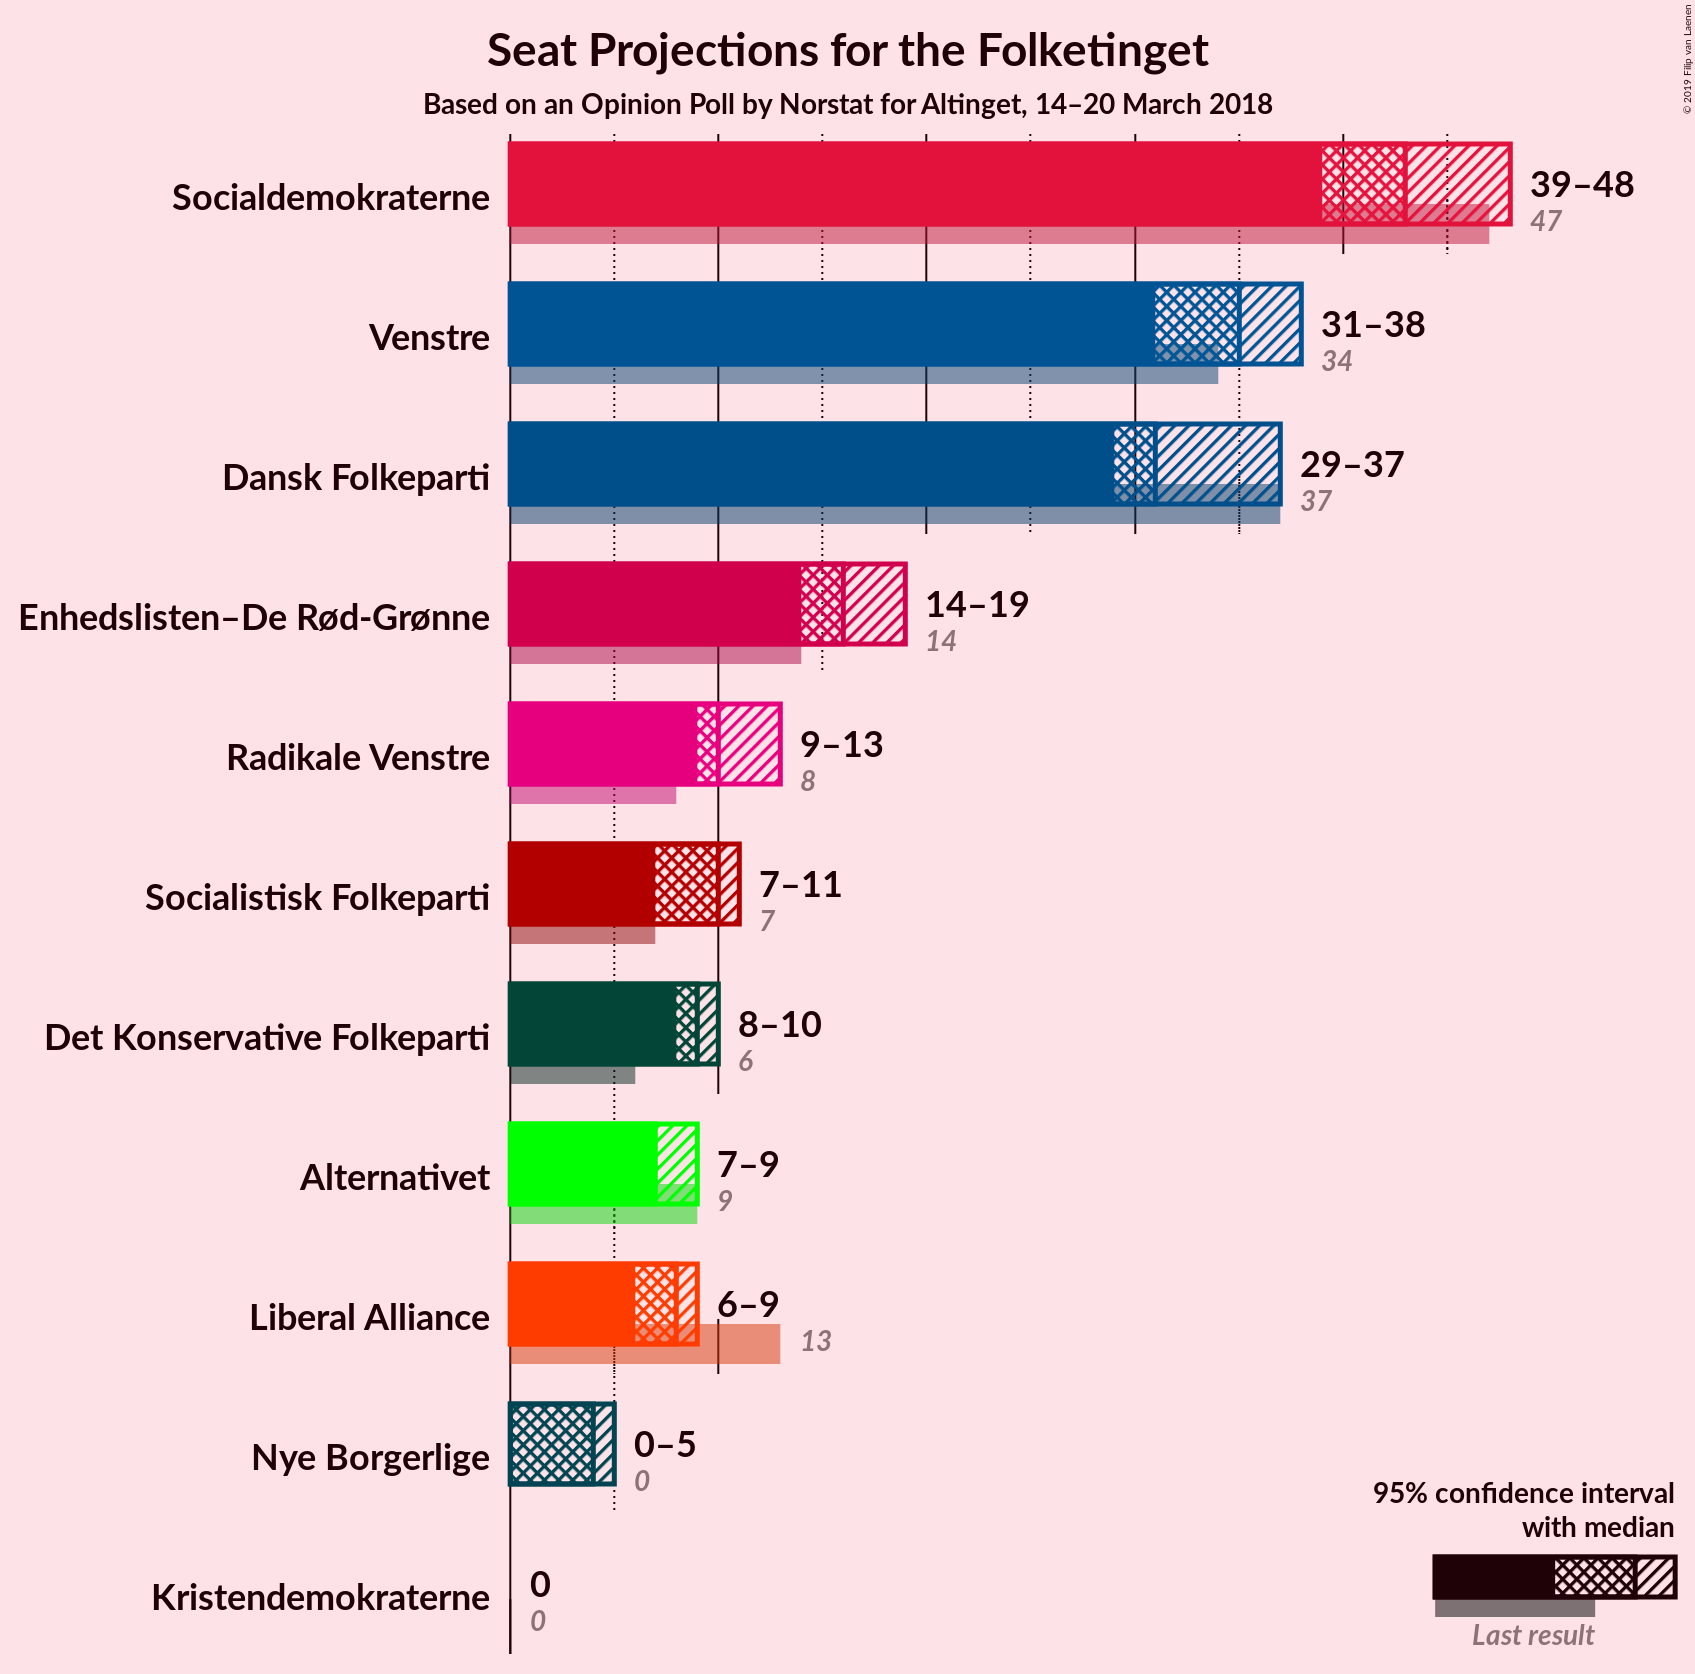 Seat Projections for the Folketinget
Based on an Opinion Poll by Norstat for Altinget, 14–20 March 2018
© 2019 Filip van Laenen
Socialdemokraterne
39–48
47
Venstre
31–38
34
Dansk Folkeparti
29–37
37
Enhedslisten–De Rød-Grønne
14–19
14
Radikale Venstre
9–13
8
Socialistisk Folkeparti
7–11
7
Det Konservative Folkeparti
8–10
6
Alternativet
7–9
9
Liberal Alliance
6–9
13
Nye Borgerlige
0–5
0
Kristendemokraterne
0
0
95% confidence interval
with median
Last result